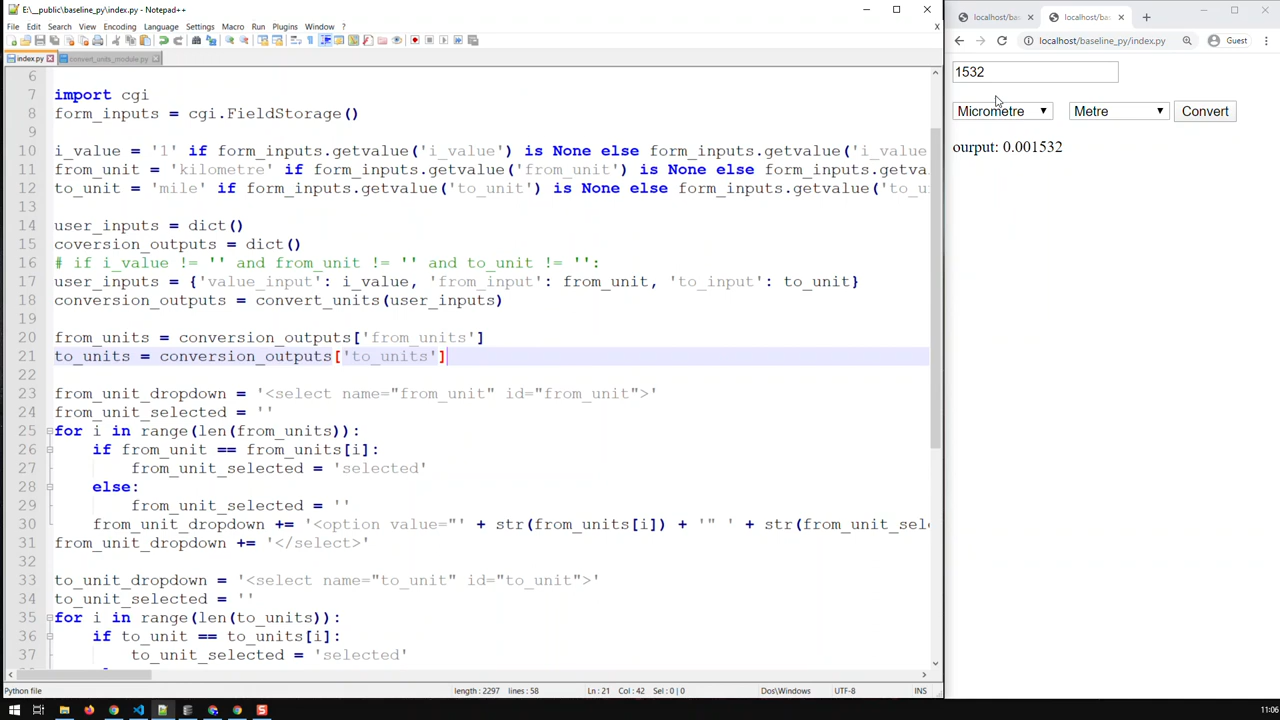 E:\__public\baseline_py\index.py - Notepad++
File Edit Search View Encoding Language Settings Macro Run Plugins Window ?
index.py convert_units_module.py
6
7 import cgi
8 form_inputs = cgi.FieldStorage()
9
10 i_value = '1' if form_inputs.getvalue('i_value') is None else form_inputs.getvalue('i_value
11 from_unit = 'kilometre' if form_inputs.getvalue('from_unit') is None else form_inputs.getva
12 to_unit = 'mile' if form_inputs.getvalue('to_unit') is None else form_inputs.getvalue('to_u
13
14 user_inputs = dict()
15 coversion_outputs = dict()
16 # if i_value != '' and from_unit != '' and to_unit != '':
17 user_inputs = {'value_input': i_value, 'from_input': from_unit, 'to_input': to_unit}
18 conversion_outputs = convert_units(user_inputs)
19
20 from_units = conversion_outputs['from_units']
21 to_units = conversion_outputs['to_units']
22
23 from_unit_dropdown = '<select name="from_unit" id="from_unit">'
24 from_unit_selected = ''
25 for i in range(len(from_units)):
26 if from_unit == from_units[i]:
27 from_unit_selected = 'selected'
28 else:
29 from_unit_selected = ''
30 from_unit_dropdown += '<option value="' + str(from_units[i]) + '" ' + str(from_unit_sel
31 from_unit_dropdown += '</select>'
32
33 to_unit_dropdown = '<select name="to_unit" id="to_unit">'
34 to_unit_selected = ''
35 for i in range(len(to_units)):
36 if to_unit == to_units[i]:
37 to_unit_selected = 'selected'
Python file length : 2297 lines : 58 Ln : 21 Col : 42 Sel : 0 | 0 Dos\Windows UTF-8 INS
localhost/bas localhost/bas
localhost/baseline_py/index.py Guest
1532
Micrometre Metre Convert
ourput: 0.001532
11:06